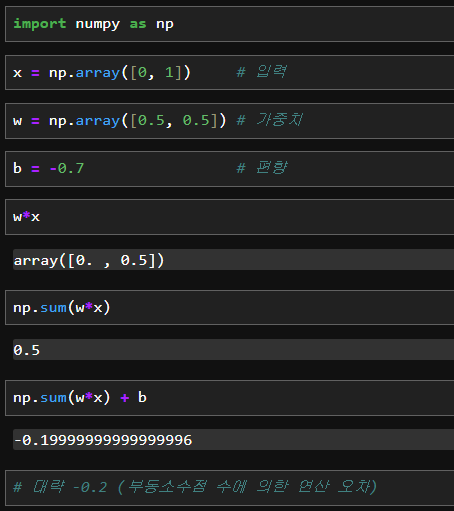 import numpy as np
x = np.array([0, 1])     # 입력
w = np.array([0.5, 0.5]) # 가중치
b = -0.7                 # 편향
w*x
array([0. , 0.5])
np.sum(w*x)
0.5
np.sum(w*x) + b
-0.19999999999999996
# 대략 -0.2 (부동소수점 수에 의한 연산 오차)